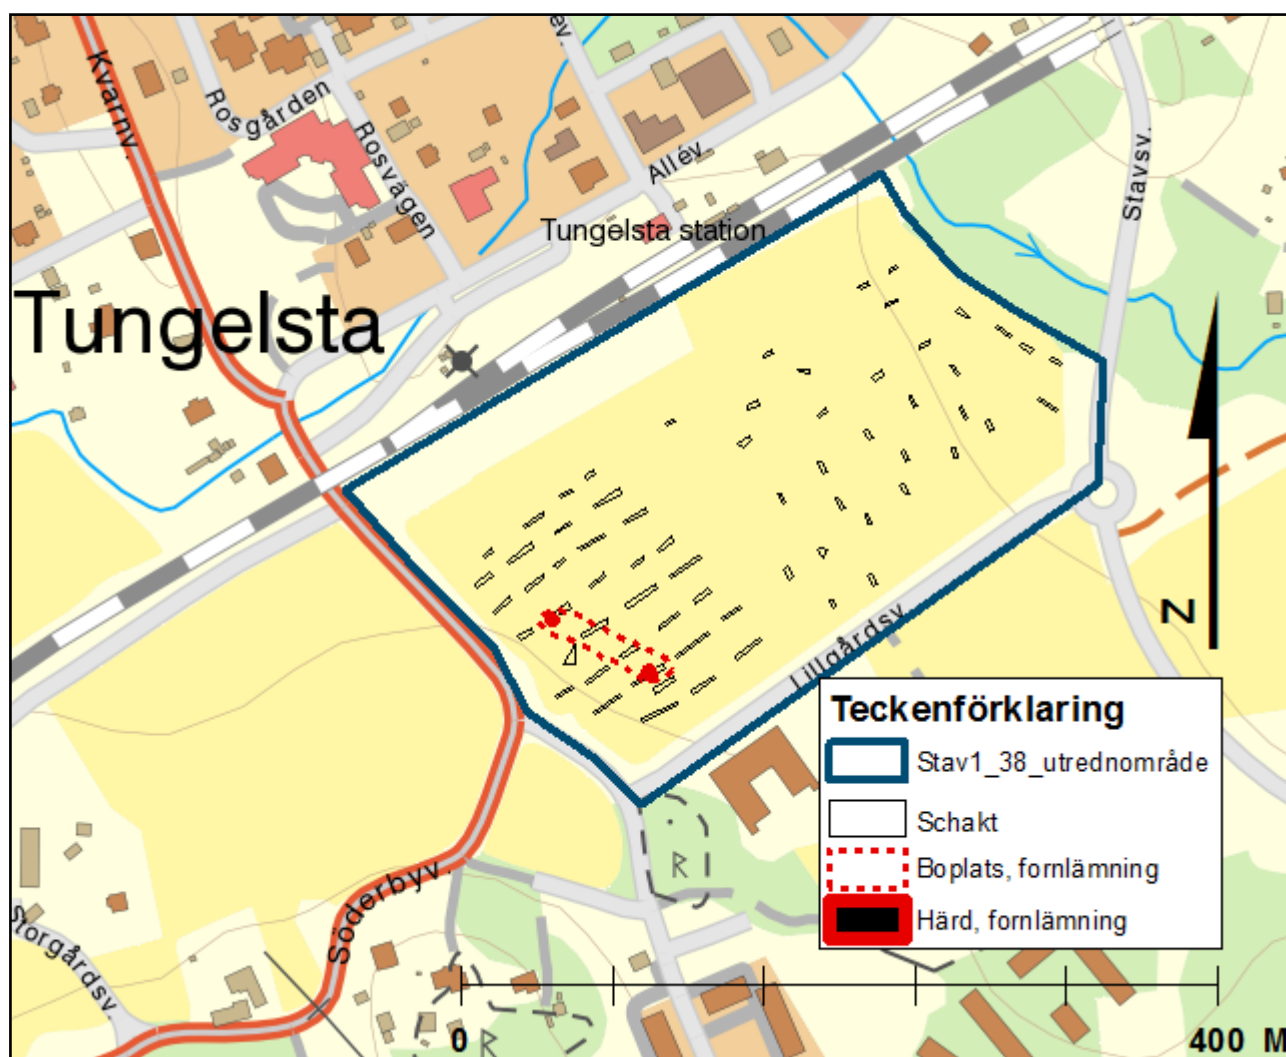 Kvarnv.
Rosgården
Rosvägen
ev.
Allév.
Stavsv.
Tungelsta station
Tungelsta
N
Lillgårdsv.
Teckenförklaring
Stav1_38_utrednområde
Schakt
Boplats, fornlämning
Härd, fornlämning
R
Söderbyv.
Storgårdsv.
R
0
400 M